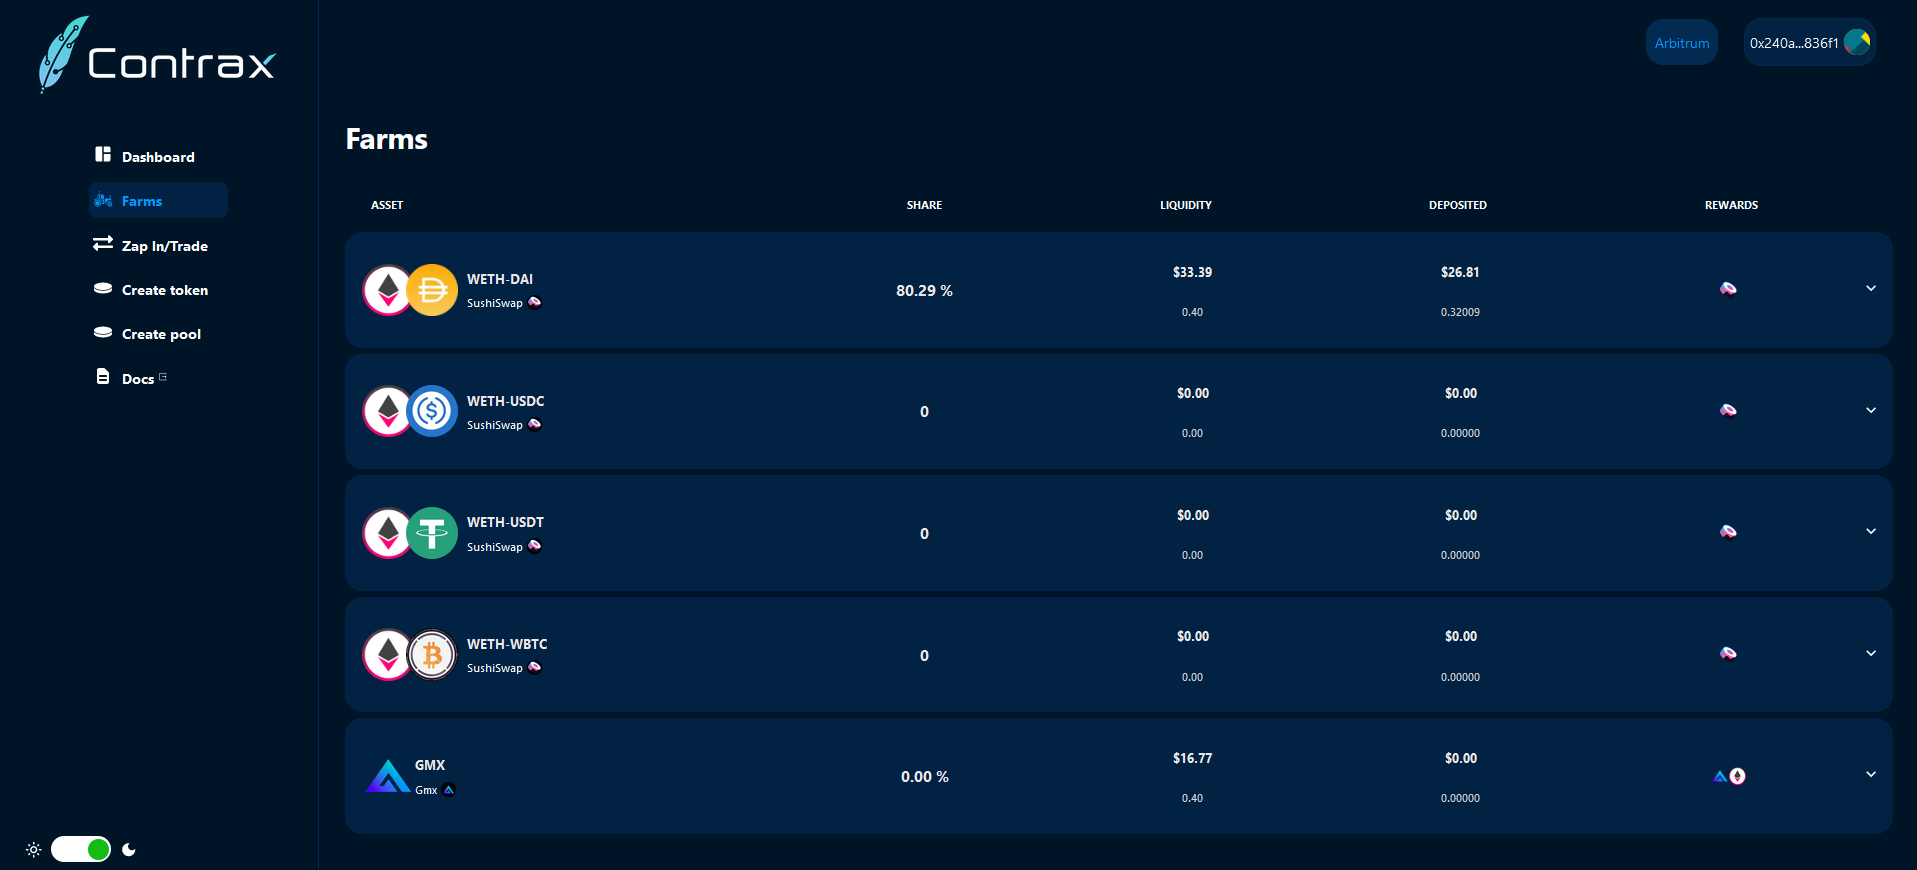 Contrax
Arbitrum
0x240a...836f1
Dashboard
Farms
Zap In/Trade
Create token
Create pool
Docs
Farms
ASSET SHARE LIQUIDITY DEPOSITED REWARDS
WETH-DAI
SushiSwap
80.29 %
$33.39
0.40
$26.81
0.32009
WETH-USDC
SushiSwap
0
$0.00
0.00
$0.00
0.00000
WETH-USDT
SushiSwap
0
$0.00
0.00
$0.00
0.00000
WETH-WBTC
SushiSwap
0
$0.00
0.00
$0.00
0.00000
GMX
Gmx
0.00 %
$16.77
0.40
$0.00
0.00000